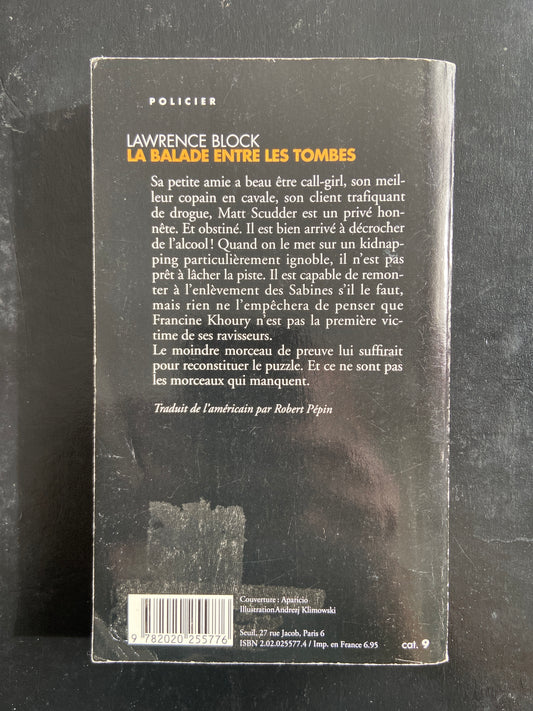 POLICIER
LAWRENCE BLOCK
LA BALADE ENTRE LES TOMBES
Sa petite amie a beau être call-girl, son meil-
leur copain en cavale, son client trafiquant
de drogue, Matt Scudder est un privé hon-
nête. Et obstiné. Il est bien arrivé à décrocher
de l'alcool ! Quand on le met sur un kidnap-
ping particulièrement ignoble, il n'est pas
prêt à lâcher la piste. Il est capable de remon-
ter à l'enlèvement des Sabines s'il le faut,
mais rien ne l'empêchera de penser que
Francine Khoury n'est pas la première vic-
time de ses ravisseurs.
Le moindre morceau de preuve lui suffirait
pour reconstituer le puzzle. Et ce ne sont pas
les morceaux qui manquent.
Traduit de l'américain par Robert Pépin
Couverture : Aparicio
IllustrationAndrezj Klimowski
Seuil, 27 rue Jacob, Paris 6
ISBN 2.02.025577.4 / Imp. en France 6.95
9 782020 255776
cat. 9